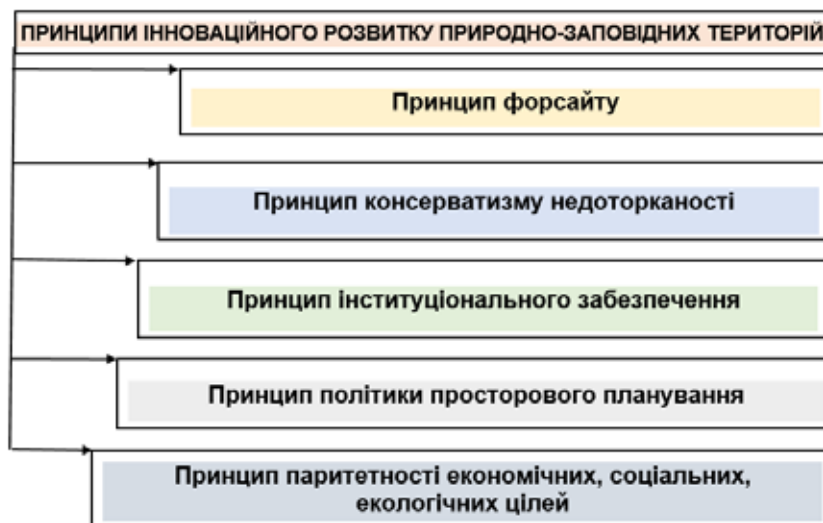 ПРИНЦИПИ ІННОВАЦІЙНОГО РОЗВИТКУ ПРИРОДНО-ЗАПОВІДНИХ ТЕРИТОРІЙ
Принцип форсайту
Принцип консерватизму недоторканості
Принцип інституціонального забезпечення
Принцип політики просторового планування
Принцип паритетності економічних, соціальних,
екологічних цілей